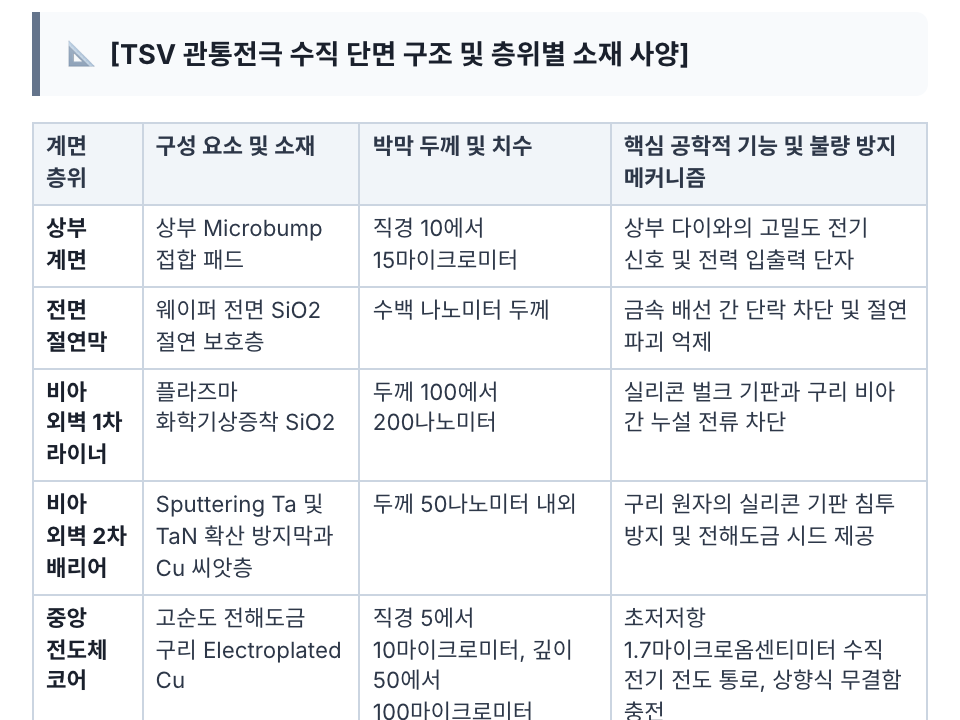 [TSV 관통전극 수직 단면 구조 및 층위별 소재 사양]
계면
층위
구성 요소 및 소재
박막 두께 및 치수
핵심 공학적 기능 및 불량 방지
메커니즘
상부
계면
상부 Microbump
접합 패드
직경 10에서
15마이크로미터
상부 다이와의 고밀도 전기
신호 및 전력 입출력 단자
전면
절연막
웨이퍼 전면 SiO2
절연 보호층
수백 나노미터 두께
금속 배선 간 단락 차단 및 절연
파괴 억제
비아
외벽 1차
라이너
플라즈마
화학기상증착 SiO2
두께 100에서
200나노미터
실리콘 벌크 기판과 구리 비아
간 누설 전류 차단
비아
외벽 2차
배리어
Sputtering Ta 및
TaN 확산 방지막과
Cu 씨앗층
두께 50나노미터 내외
구리 원자의 실리콘 기판 침투
방지 및 전해도금 시드 제공
중앙
전도체
코어
고순도 전해도금
구리 Electroplated
Cu
직경 5에서
10마이크로미터, 깊이
50에서
100마이크로미터
초저저항
1.7마이크로옴센티미터 수직
전기 전도 통로, 상향식 무결함
충전